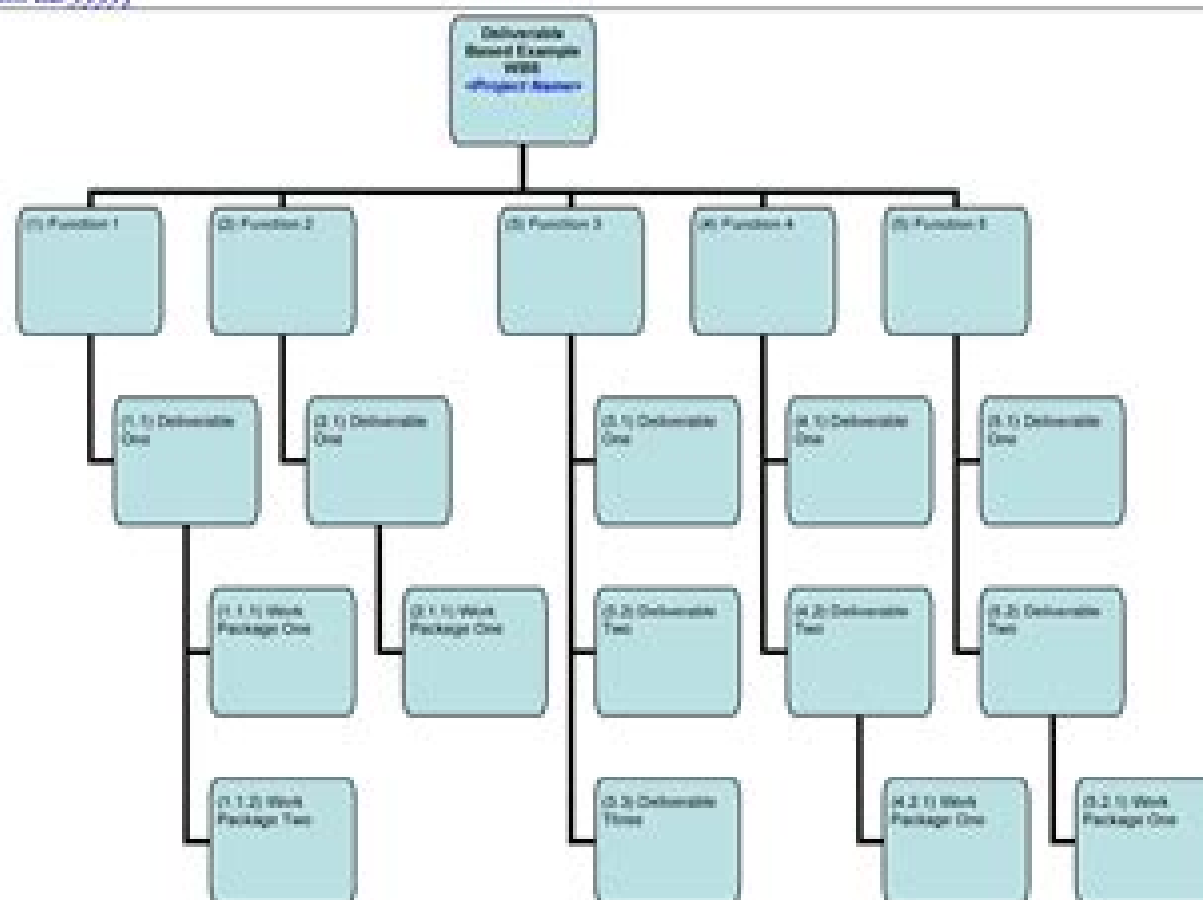 Deliverable
Based Example
WBS
<Project Name>
(1) Function 1
(2) Function 2
(3) Function 3
(4) Function 4
(5) Function 5
(1.1) Deliverable
One
(2.1) Deliverable
One
(3.1) Deliverable
One
(4.1) Deliverable
One
(5.1) Deliverable
One
(1.1.1) Work
Package One
(2.1.1) Work
Package One
(3.2) Deliverable
Two
(4.2) Deliverable
Two
(5.2) Deliverable
Two
(1.1.2) Work
Package Two
(3.3) Deliverable
Three
(4.2.1) Work
Package One
(5.2.1) Work
Package One